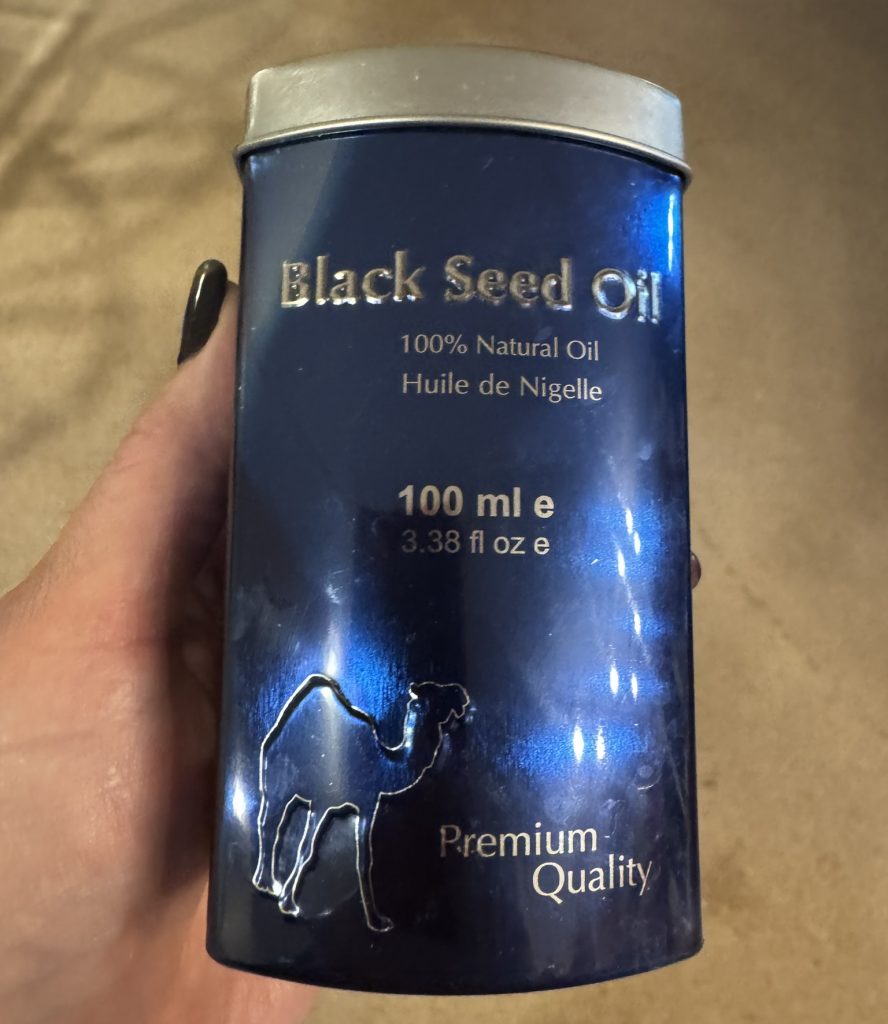 Black Seed Oil
100% Natural Oil
Huile de Nigelle
100 ml e
3.38 fl oz e
Premium
Quality